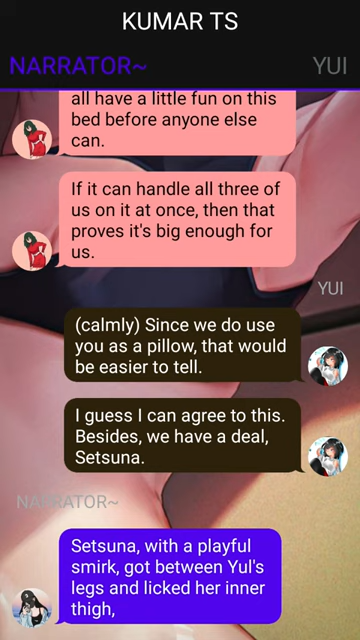 KUMAR TS
NARRATOR~
YUI
all have a little fun on this
bed before anyone else
can.
If it can handle all three of
us on it at once, then that
proves it's big enough for
us.
YUI
(calmly) Since we do use
you as a pillow, that would
be easier to tell.
I guess I can agree to this.
Besides, we have a deal,
Setsuna.
NARRATOR~
Setsuna, with a playful
smirk, got between Yul's
legs and licked her inner
thigh,